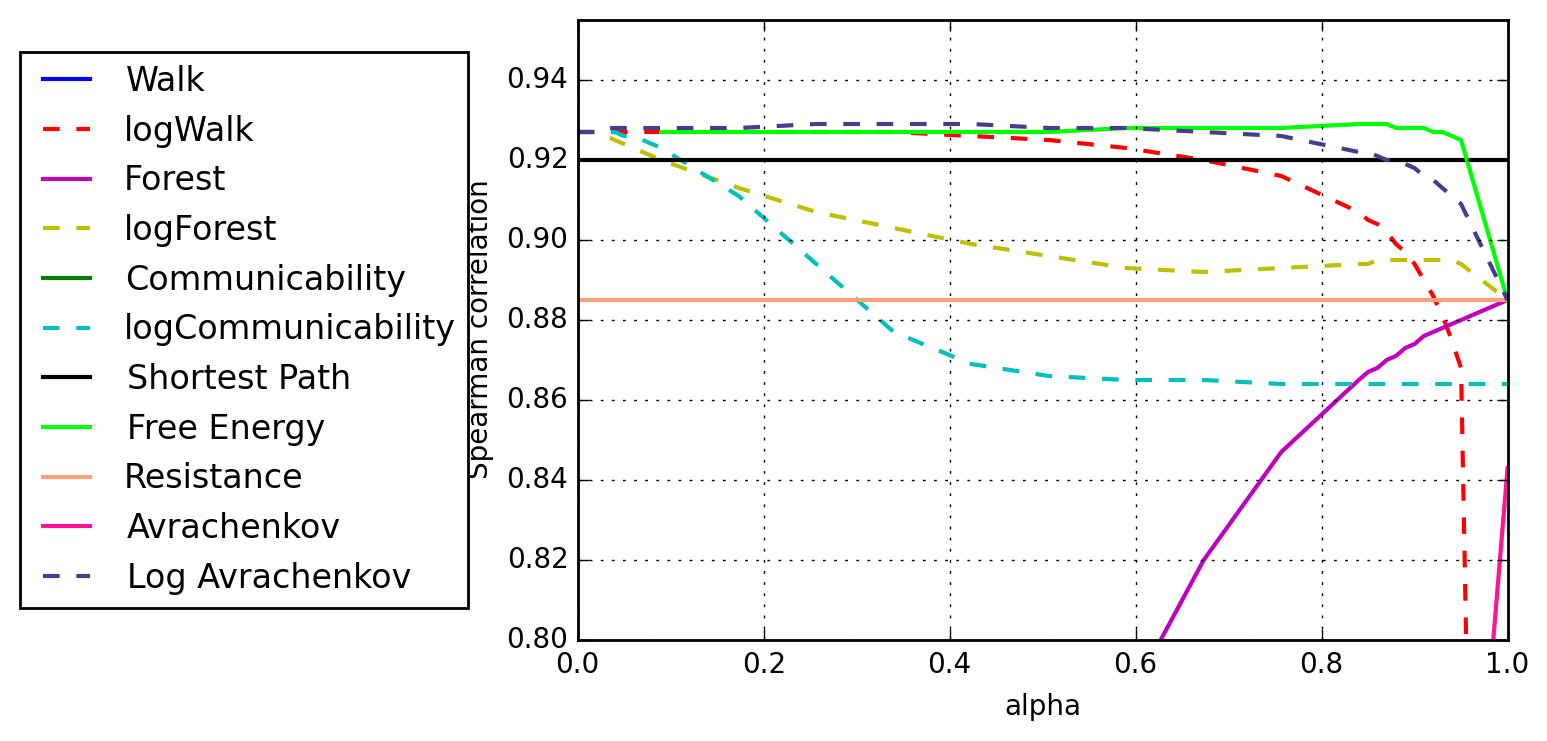 Walk
logWalk
Forest
logForest
Communicability
logCommunicability
Shortest Path
Free Energy
Resistance
Avrachenkov
Log Avrachenkov
Spearman correlation
0.94
0.92
0.90
0.88
0.86
0.84
0.82
0.80
0.0 0.2 0.4 0.6 0.8 1.0
alpha